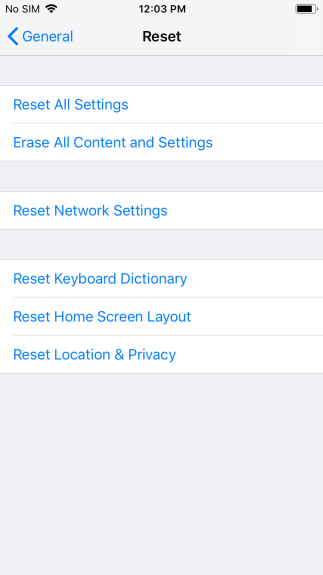 No SIM 12:03 PM
General Reset
Reset All Settings
Erase All Content and Settings
Reset Network Settings
Reset Keyboard Dictionary
Reset Home Screen Layout
Reset Location & Privacy